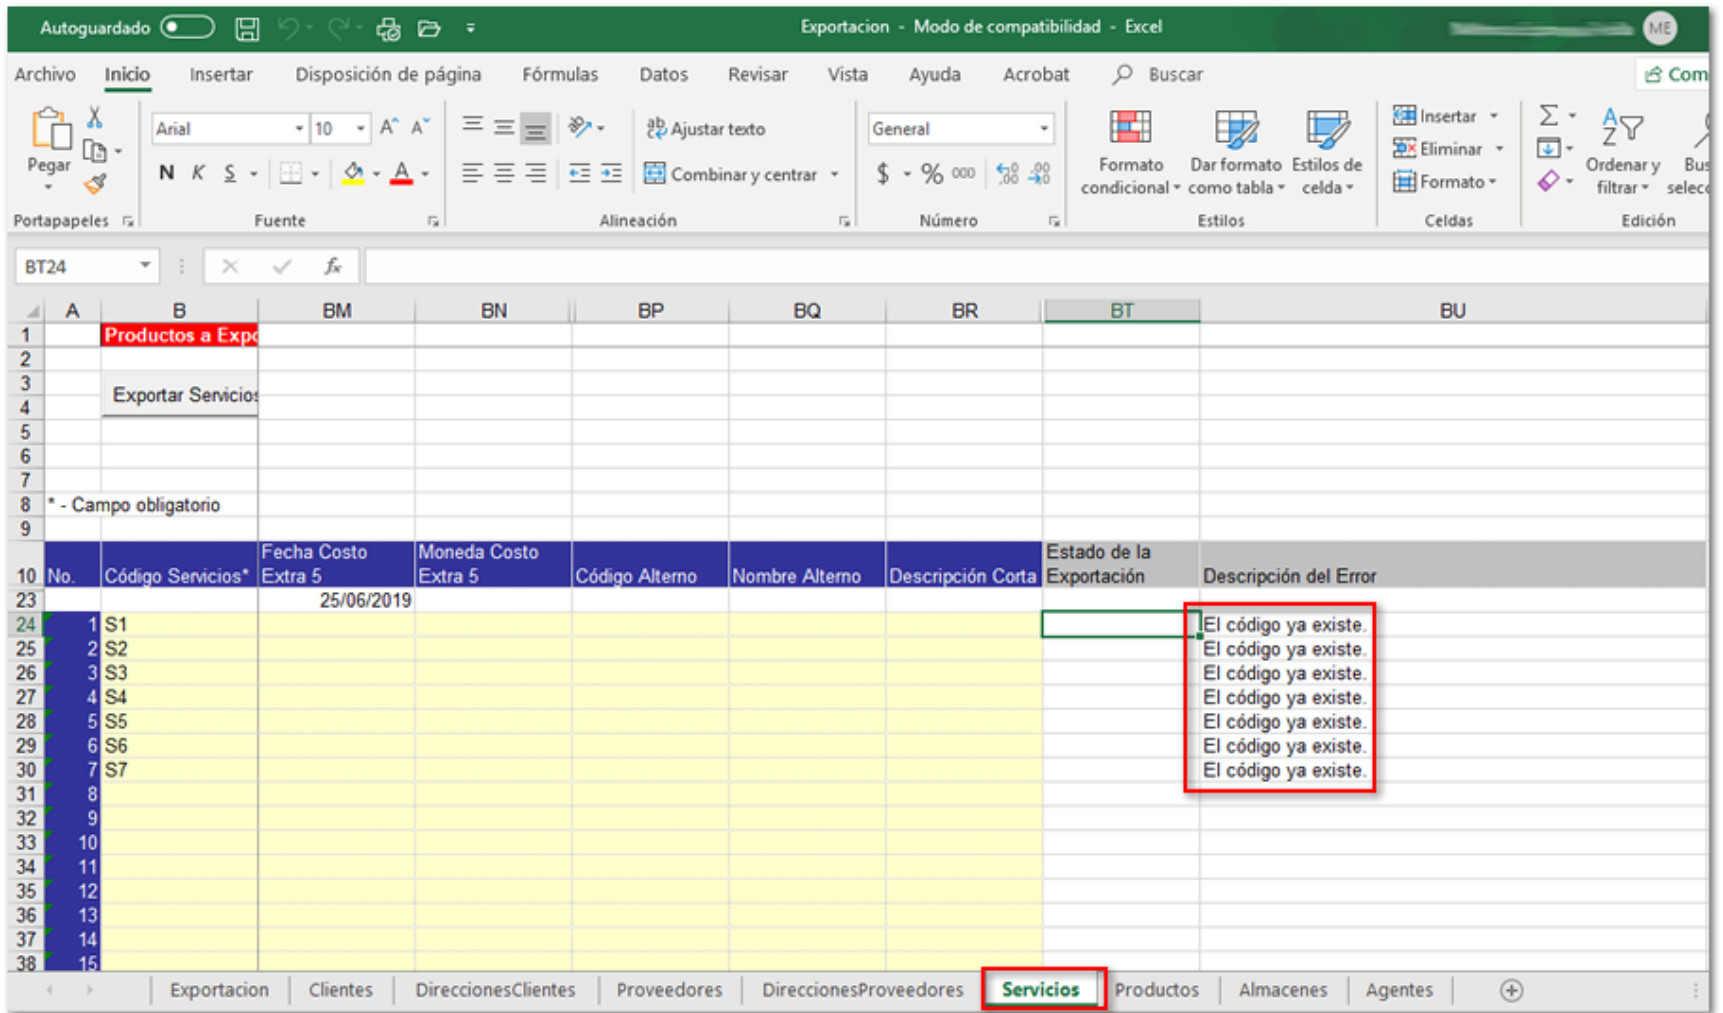 Autoguardado
Exportacion - Modo de compatibilidad - Excel
ME
Archivo Inicio Insertar Disposición de página Fórmulas Datos Revisar Vista Ayuda Acrobat Buscar Com
Pegar
Arial 10 A A
N K S A
ab Ajustar texto
Combinar y centrar
General
$ % 000
Formato condicional
Dar formato como tabla
Estilos de celda
Insertar
Eliminar
Formato
Ordenar y filtrar
Bus
selecc
Portapapeles Fuente Alineación Número Estilos Celdas Edición
BT24 fx
A B BM BN BP BQ BR BT BU
1 Productos a Expo
2
3
Exportar Servicios
4
5
6
7
8 * - Campo obligatorio
9
10 No. Código Servicios* Fecha Costo Extra 5 Moneda Costo Extra 5 Código Alterno Nombre Alterno Descripción Corta Estado de la Exportación Descripción del Error
23 25/06/2019
24 1 S1 El código ya existe.
25 2 S2 El código ya existe.
26 3 S3 El código ya existe.
27 4 S4 El código ya existe.
28 5 S5 El código ya existe.
29 6 S6 El código ya existe.
30 7 S7 El código ya existe.
31 8
32 9
33 10
34 11
35 12
36 13
37 14
38 15
Exportacion Clientes DireccionesClientes Proveedores DireccionesProveedores Servicios Productos Almacenes Agentes